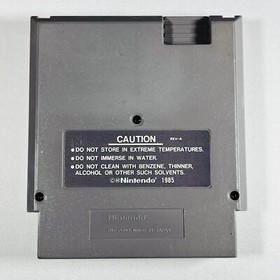 CAUTION REV-A
• DO NOT STORE IN EXTREME TEMPERATURES.
• DO NOT IMMERSE IN WATER.
• DO NOT CLEAN WITH BENZENE, THINNER,
ALCOHOL OR OTHER SUCH SOLVENTS.
©®Nintendo® 1985
Nintendo